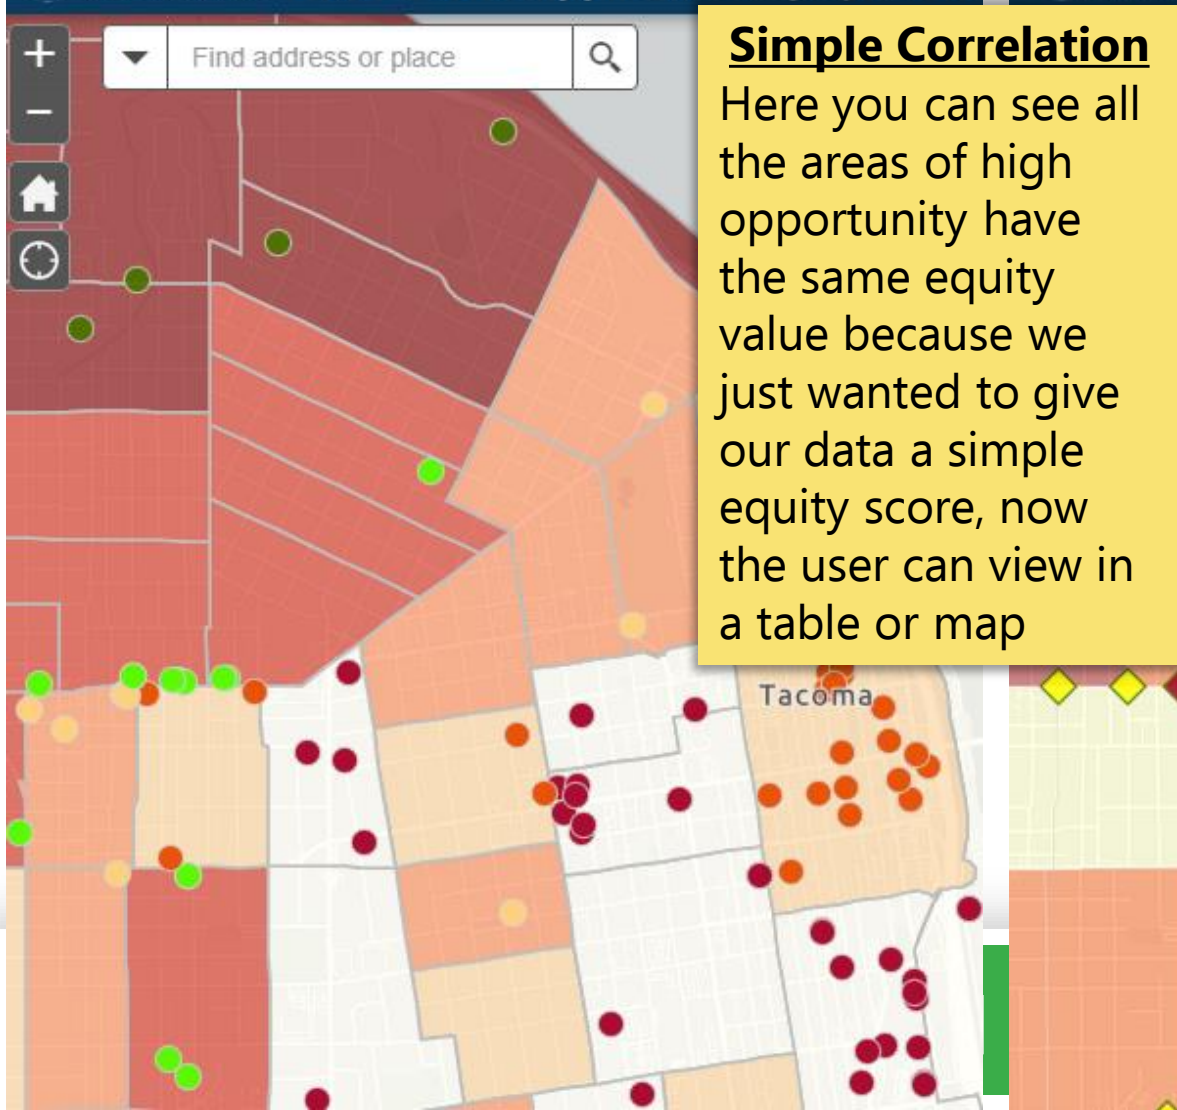 Find address or place
Simple Correlation
Here you can see all
the areas of high
opportunity have
the same equity
value because we
just wanted to give
our data a simple
equity score, now
the user can view in
a table or map
Tacoma